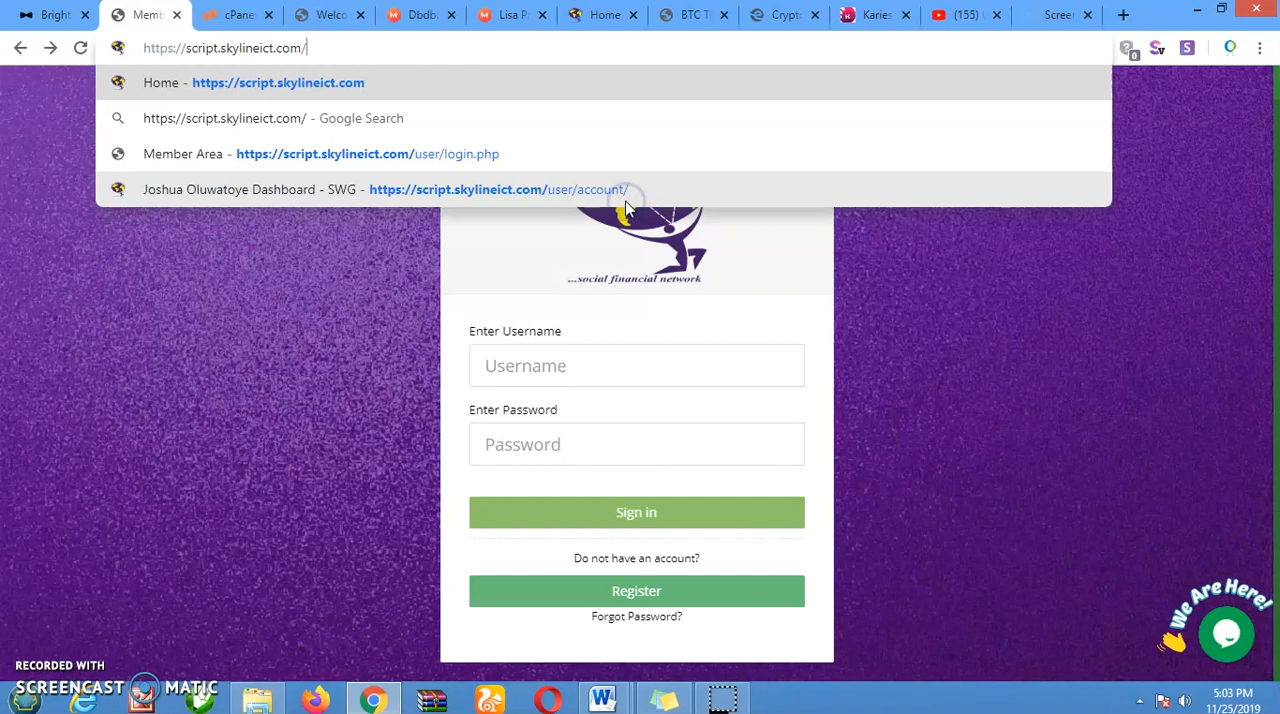 Bright
Memb
cPane
Welco
Dbdb
Lisa P
Home
BTC T
Crypt
Karies
(155)
Screer
https://script.skylineict.com/
Home - https://script.skylineict.com
https://script.skylineict.com/ - Google Search
Member Area - https://script.skylineict.com/user/login.php
Joshua Oluwatoye Dashboard - SWG - https://script.skylineict.com/user/account/
...social financial network
Enter Username
Username
Enter Password
Password
Sign in
Do not have an account?
Register
Forgot Password?
We Are Here!
RECORDED WITH
SCREENCAST MATIC
5:03 PM
11/25/2019